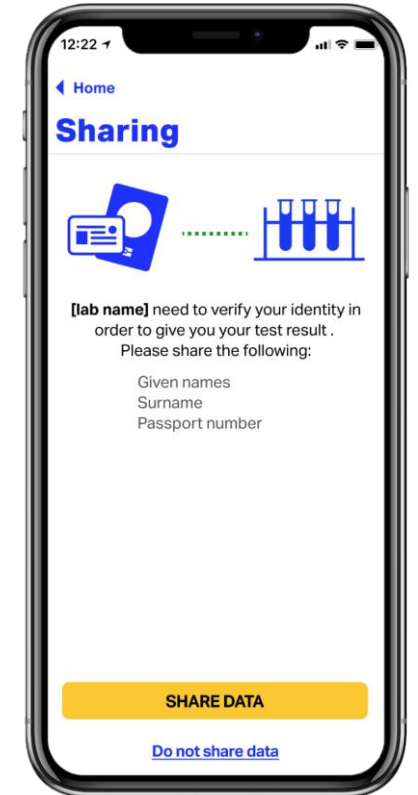 12:22
Home
Sharing
[lab name] need to verify your identity in
order to give you your test result .
Please share the following:
Given names
Surname
Passport number
SHARE DATA
Do not share data